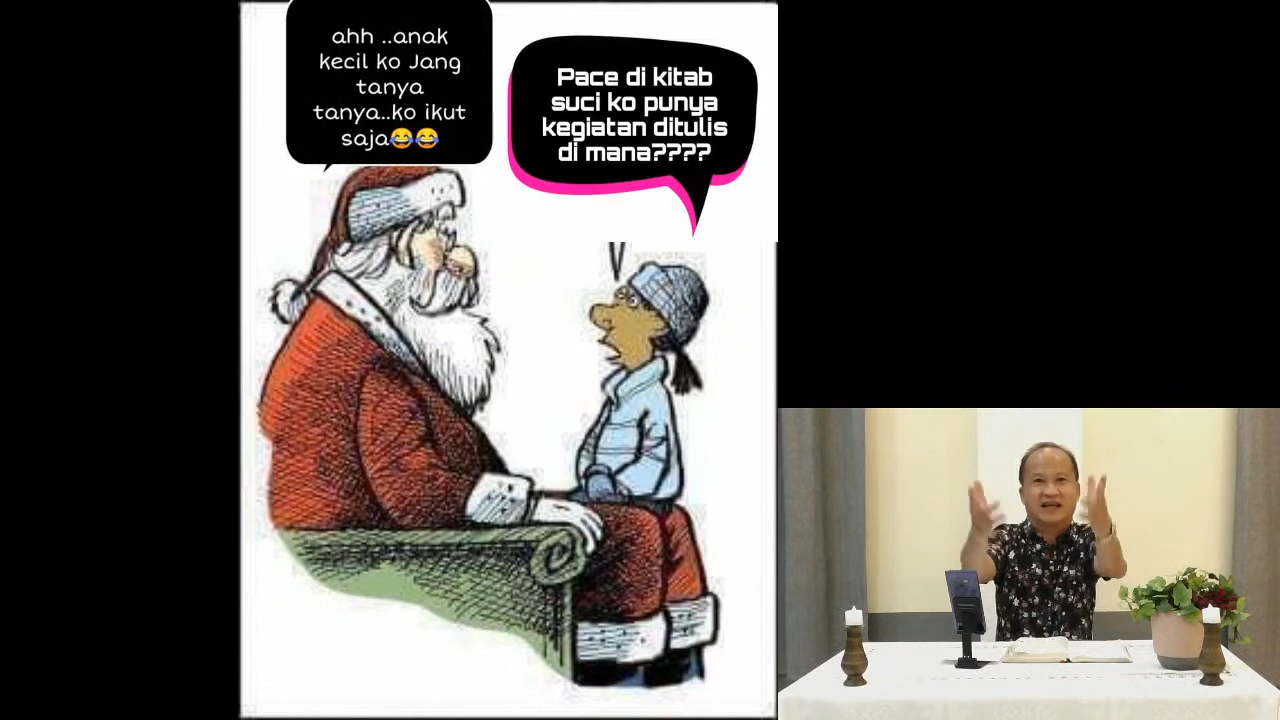 ahh ..anak
kecil ko Jang
tanya
tanya..ko ikut
saja😂😂
Pace di kitab
suci ko punya
kegiatan ditulis
di mana????